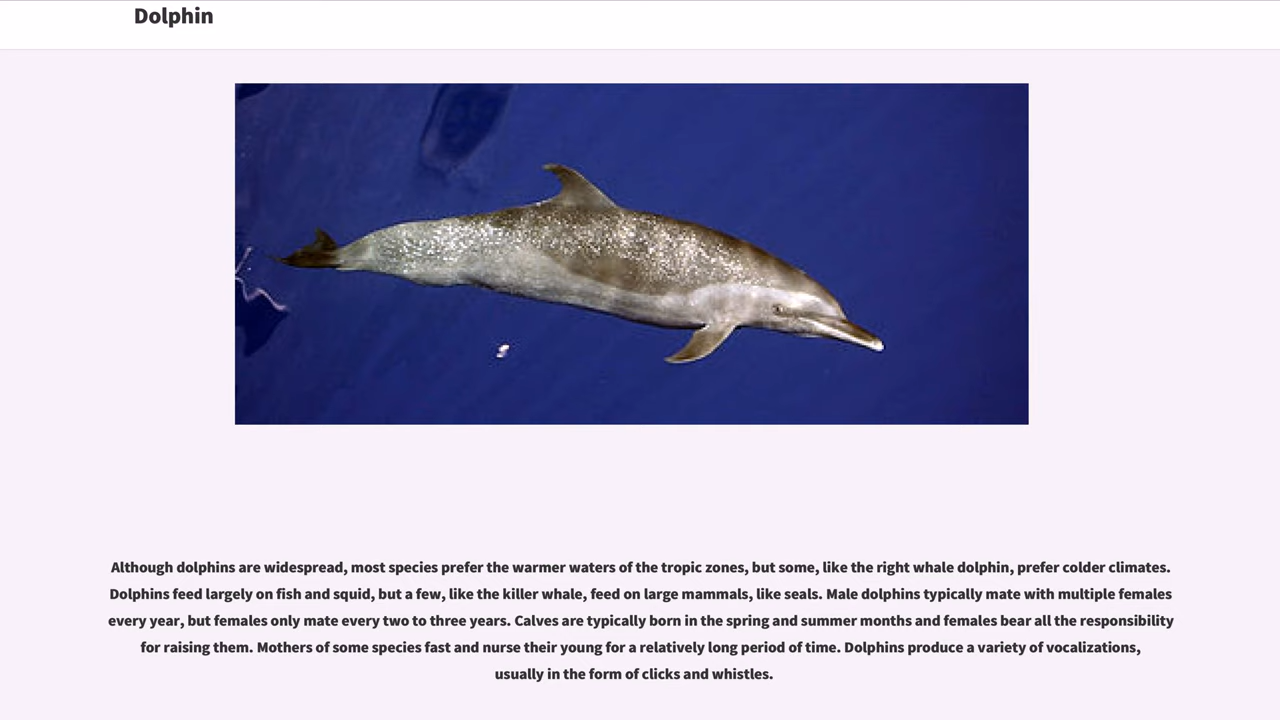 Dolphin
Although dolphins are widespread, most species prefer the warmer waters of the tropic zones, but some, like the right whale dolphin, prefer colder climates.
Dolphins feed largely on fish and squid, but a few, like the killer whale, feed on large mammals, like seals. Male dolphins typically mate with multiple females
every year, but females only mate every two to three years. Calves are typically born in the spring and summer months and females bear all the responsibility
for raising them. Mothers of some species fast and nurse their young for a relatively long period of time. Dolphins produce a variety of vocalizations,
usually in the form of clicks and whistles.